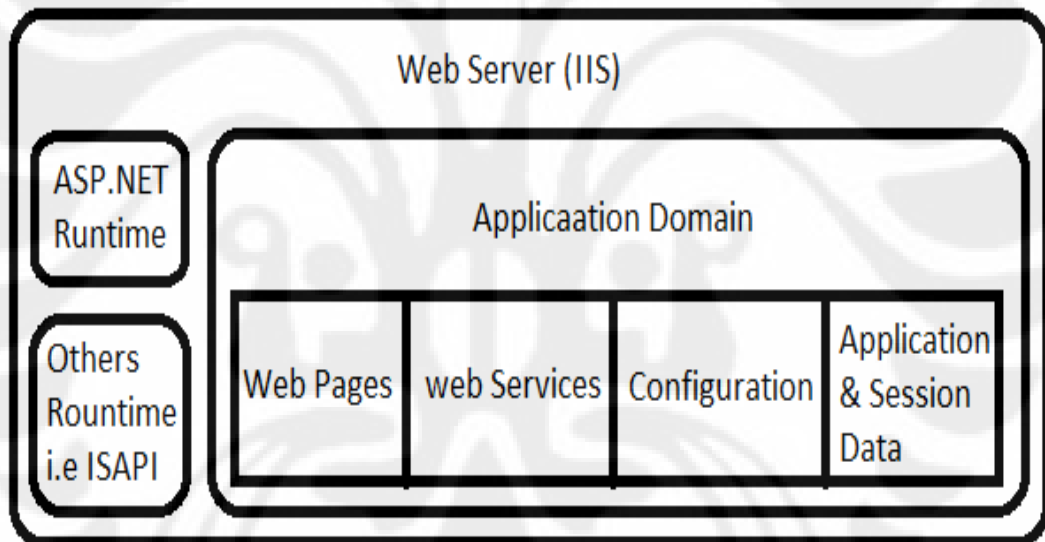 Web Server (IIS)
ASP.NET
Runtime
Applicaation Domain
Others
Rountime
i.e ISAPI
Web Pages
web Services
Configuration
Application
& Session
Data